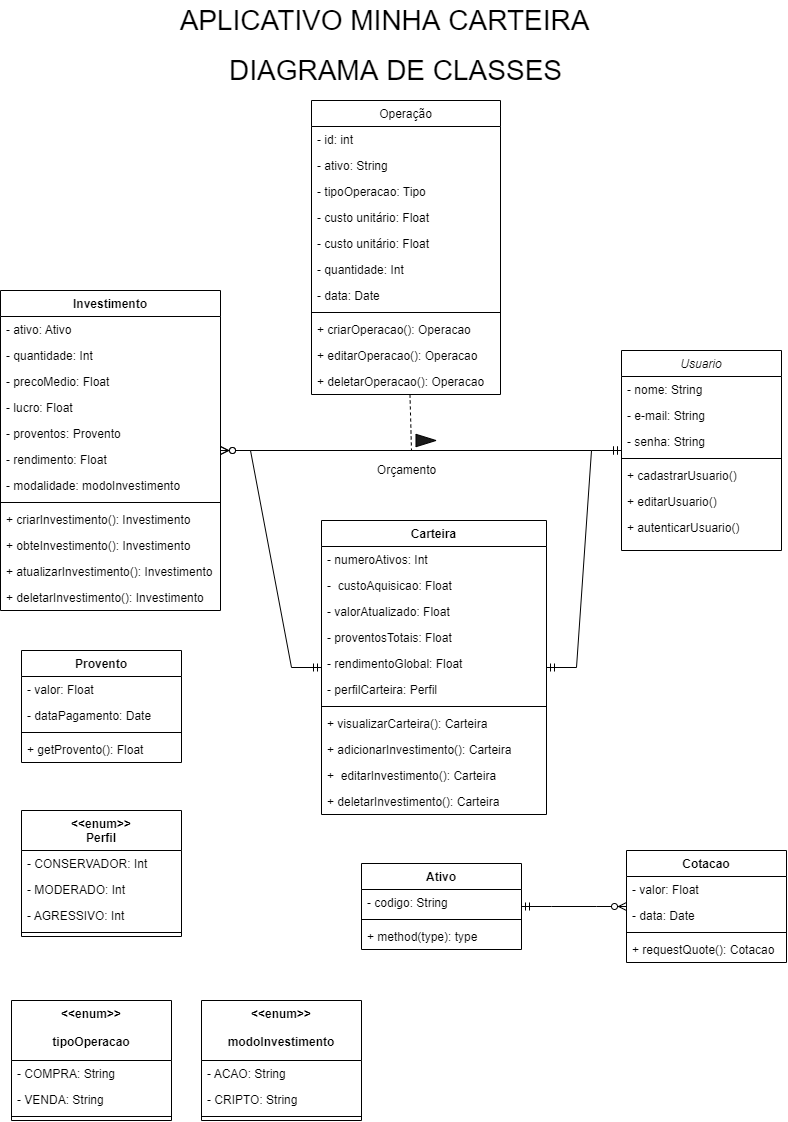 APLICATIVO MINHA CARTEIRA
DIAGRAMA DE CLASSES
Operação
- id: int
- ativo: String
- tipoOperacao: Tipo
- custo unitário: Float
- custo unitário: Float
- quantidade: Int
- data: Date
+ criarOperacao(): Operacao
+ editarOperacao(): Operacao
+ deletarOperacao(): Operacao
Investimento
- ativo: Ativo
- quantidade: Int
- precoMedio: Float
- lucro: Float
- proventos: Provento
- rendimento: Float
- modalidade: modoInvestimento
+ criarInvestimento(): Investimento
+ obteInvestimento(): Investimento
+ atualizarInvestimento(): Investimento
+ deletarInvestimento(): Investimento
Usuario
- nome: String
- e-mail: String
- senha: String
+ cadastrarUsuario()
+ editarUsuario()
+ autenticarUsuario()
Orçamento
Carteira
- numeroAtivos: Int
- custoAquisicao: Float
- valorAtualizado: Float
- proventosTotais: Float
- rendimentoGlobal: Float
- perfilCarteira: Perfil
+ visualizarCarteira(): Carteira
+ adicionarInvestimento(): Carteira
+ editarInvestimento(): Carteira
+ deletarInvestimento(): Carteira
Provento
- valor: Float
- dataPagamento: Date
+ getProvento(): Float
<<enum>>
Perfil
- CONSERVADOR: Int
- MODERADO: Int
- AGRESSIVO: Int
Ativo
- codigo: String
+ method(type): type
Cotacao
- valor: Float
- data: Date
+ requestQuote(): Cotacao
<<enum>>
tipoOperacao
- COMPRA: String
- VENDA: String
<<enum>>
modoInvestimento
- ACAO: String
- CRIPTO: String